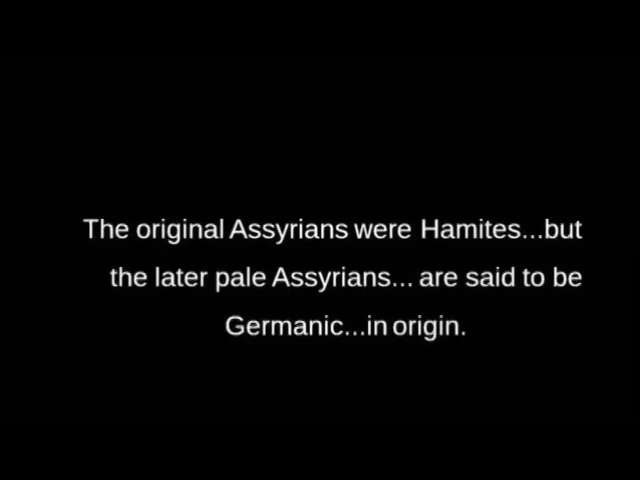 The original Assyrians were Hamites...but
the later pale Assyrians... are said to be
Germanic...in origin.